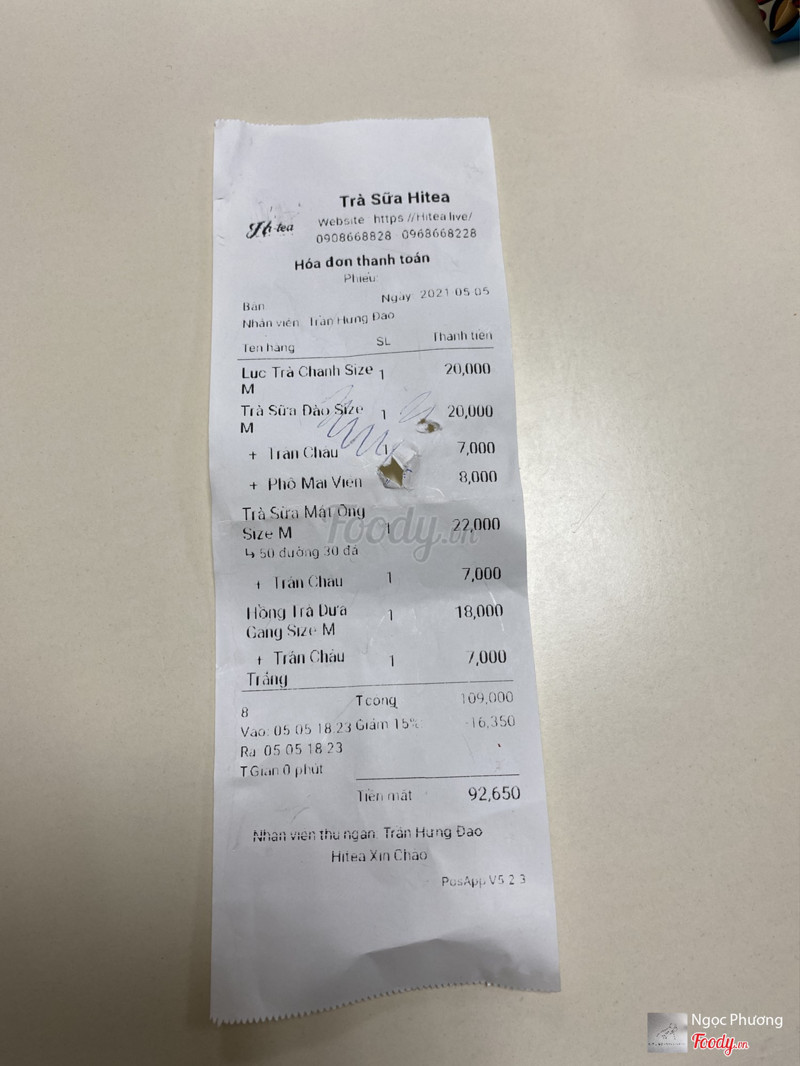 Hi-tea
Trà Sữa Hitea
Website https://Hitea.live/
0908668828 0968668228
Hóa đơn thanh toán
Phiếu:
Bàn Ngày 2021 05 05
Nhân viên Trần Hưng Đạo
Tên hàng SL Thành tiền
Lục Trà Chanh Size M 1 20,000
Trà Sữa Đào Size M 1 20,000
+ Trân Châu 1 7,000
+ Phô Mai Viên 8,000
Trà Sữa Mật Ong Size M 1 22,000
↳ 50 đường 30 đá
+ Trân Châu 1 7,000
Hồng Trà Dưa Gang Size M 1 18,000
+ Trân Châu Trắng 1 7,000
8 T cộng 109,000
Vào: 05 05 18 23 Giảm 15%: -16,350
Ra 05 05 18 23
T Gian 0 phút
Tiền mặt 92,650
Nhân viên thu ngân: Trần Hưng Đạo
Hitea Xin Chào
PosApp V5 2 3
Foody.vn
Ngọc Phương
Foody.vn